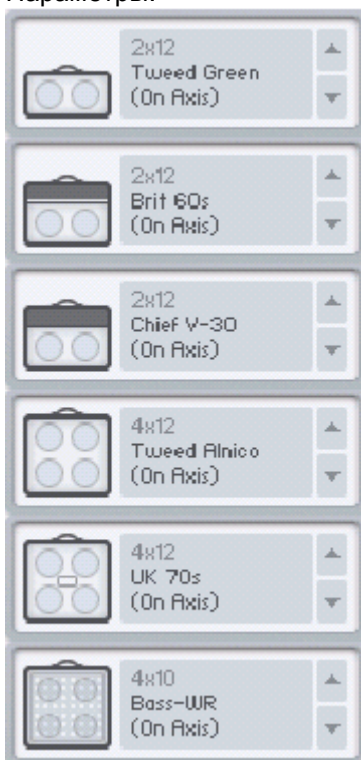 Параметры.
2x12
Tweed Green
(On Axis)
2x12
Brit 60s
(On Axis)
2x12
Chief V-30
(On Axis)
4x12
Tweed Alnico
(On Axis)
4x12
UK 70s
(On Axis)
4x10
Bass-WR
(On Axis)